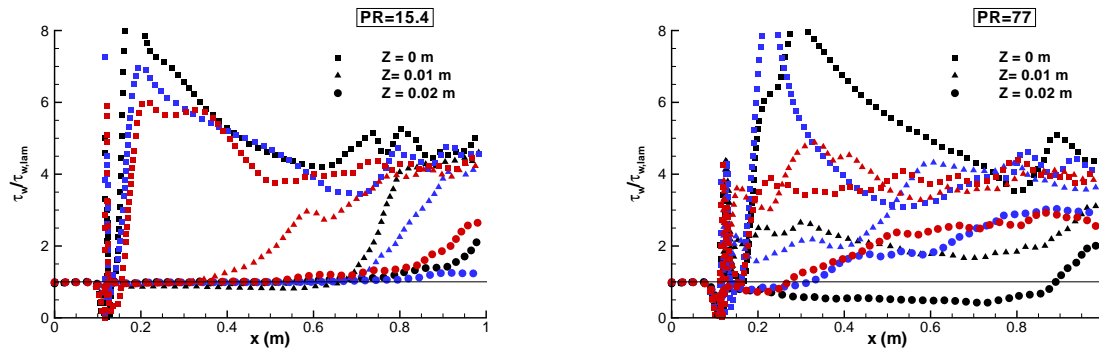 PR=15.4
8
6
4
2
0
τw/τw,lam
Z = 0 m
Z= 0.01 m
Z = 0.02 m
0 0.2 0.4 0.6 0.8 1
x (m)
PR=77
8
6
4
2
0
τw/τw,lam
Z = 0 m
Z= 0.01 m
Z = 0.02 m
0 0.2 0.4 0.6 0.8
x (m)